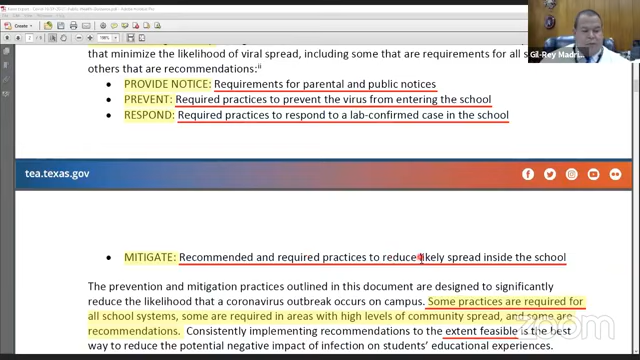 Gil-Rey Madri...
that minimize the likelihood of viral spread, including some that are requirements for all s
others that are recommendations:ⁱⁱ
• PROVIDE NOTICE: Requirements for parental and public notices
• PREVENT: Required practices to prevent the virus from entering the school
• RESPOND: Required practices to respond to a lab-confirmed case in the school
tea.texas.gov
• MITIGATE: Recommended and required practices to reduce likely spread inside the school
The prevention and mitigation practices outlined in this document are designed to significantly
reduce the likelihood that a coronavirus outbreak occurs on campus. Some practices are required for
all school systems, some are required in areas with high levels of community spread, and some are
recommendations. Consistently implementing recommendations to the extent feasible is the best
way to reduce the potential negative impact of infection on students' educational experiences.
zoom